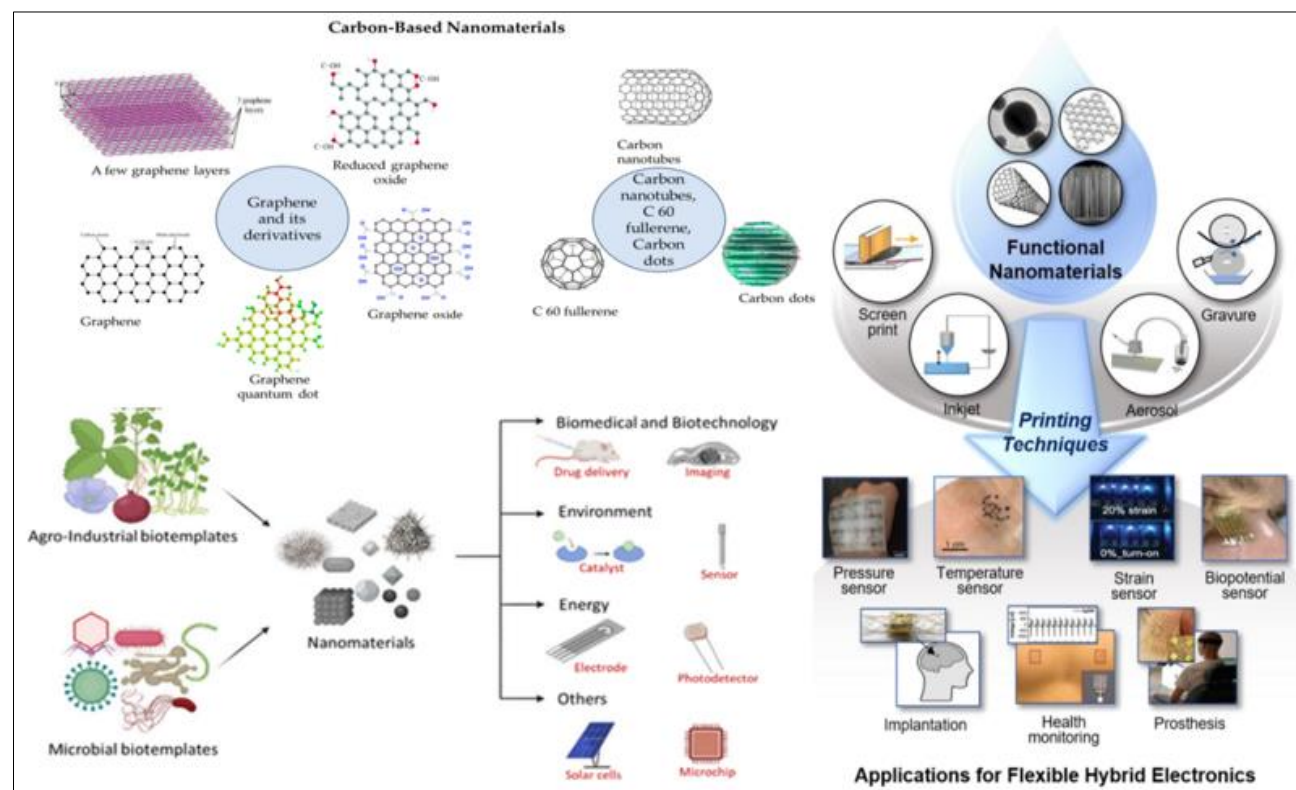 Carbon-Based Nanomaterials
C-OH
C-OH
C-OH
A few graphene layers
Reduced graphene
oxide
Graphene
and its
derivatives
Graphene
Graphene oxide
Graphene
quantum dot
Carbon
nanotubes
Carbon
nanotubes,
C 60
fullerene,
Carbon
dots
C 60 fullerene
Carbon dots
Functional
Nanomaterials
Screen
print
Inkjet
Aerosol
Gravure
Printing
Techniques
Agro-Industrial biotemplates
Microbial biotemplates
Nanomaterials
Biomedical and Biotechnology
Drug delivery
Imaging
Environment
Catalyst
Sensor
Energy
Electrode
Photodetector
Others
Solar cells
Microchip
1 cm
20% strain
0%_turn-on
Pressure
sensor
Temperature
sensor
Strain
sensor
Biopotential
sensor
Implantation
Health
monitoring
Prosthesis
Applications for Flexible Hybrid Electronics